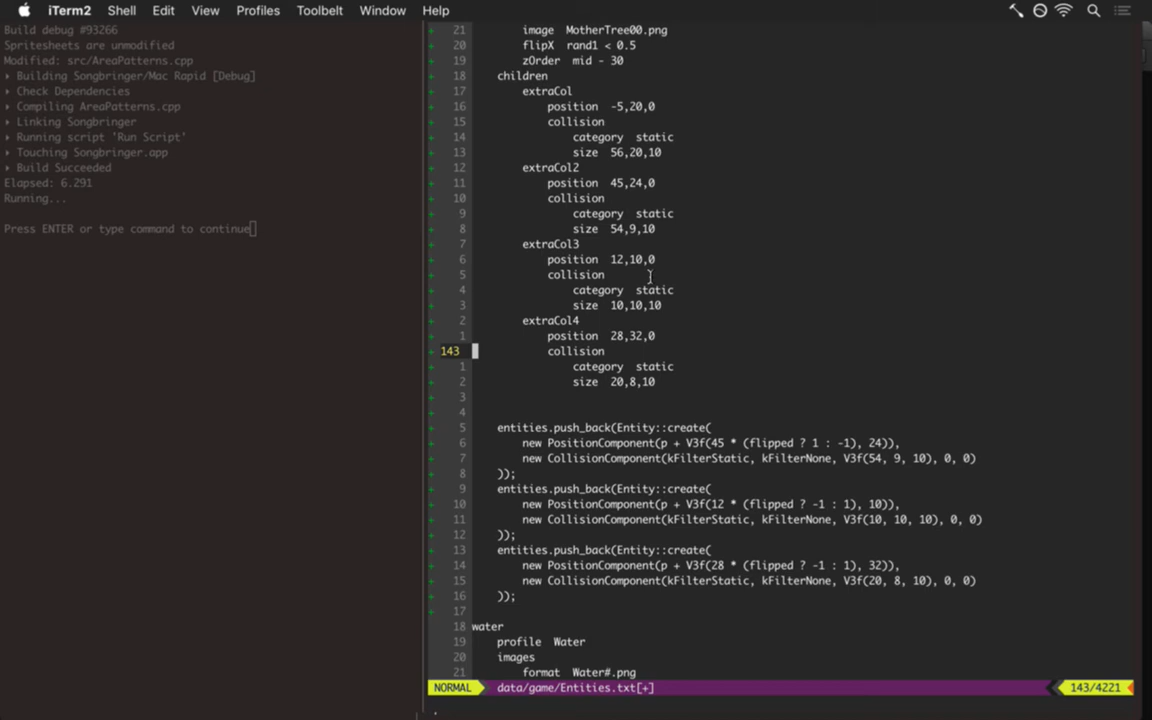 iTerm2 Shell Edit View Profiles Toolbelt Window Help
Build debug #93266
Spritesheets are unmodified
Modified: src/AreaPatterns.cpp
▸ Building Songbringer/Mac Rapid [Debug]
▸ Check Dependencies
▸ Compiling AreaPatterns.cpp
▸ Linking Songbringer
▸ Running script 'Run Script'
▸ Touching Songbringer.app
▸ Build Succeeded
Elapsed: 6.291
Running...
Press ENTER or type command to continue
+ 21 image MotherTree00.png
+ 20 flipX rand1 < 0.5
+ 19 zOrder mid - 30
+ 18 children
+ 17 extraCol
+ 16 position -5,20,0
+ 15 collision
+ 14 category static
+ 13 size 56,20,10
+ 12 extraCol2
+ 11 position 45,24,0
+ 10 collision
+ 9 category static
+ 8 size 54,9,10
+ 7 extraCol3
+ 6 position 12,10,0
+ 5 collision
+ 4 category static
+ 3 size 10,10,10
+ 2 extraCol4
+ 1 position 28,32,0
+ 143 collision
+ 1 category static
+ 2 size 20,8,10
+ 3
+ 4
+ 5 entities.push_back(Entity::create(
+ 6 new PositionComponent(p + V3f(45 * (flipped ? 1 : -1), 24)),
+ 7 new CollisionComponent(kFilterStatic, kFilterNone, V3f(54, 9, 10), 0, 0)
+ 8 ));
+ 9 entities.push_back(Entity::create(
+ 10 new PositionComponent(p + V3f(12 * (flipped ? -1 : 1), 10)),
+ 11 new CollisionComponent(kFilterStatic, kFilterNone, V3f(10, 10, 10), 0, 0)
+ 12 ));
+ 13 entities.push_back(Entity::create(
+ 14 new PositionComponent(p + V3f(28 * (flipped ? -1 : 1), 32)),
+ 15 new CollisionComponent(kFilterStatic, kFilterNone, V3f(20, 8, 10), 0, 0)
+ 16 ));
+ 17
18 water
19 profile Water
20 images
21 format Water#.png
NORMAL data/game/Entities.txt[+] 143/4221